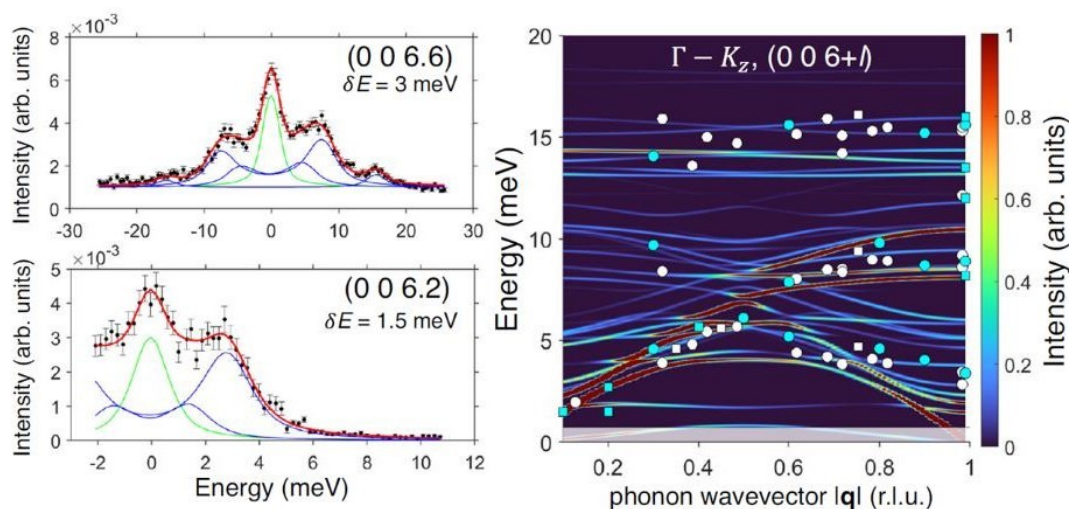 ×10⁻³
8
6
4
2
0
Intensity (arb. units)
(0 0 6.6)
δE = 3 meV
-30 -20 -10 0 10 20 30
×10⁻³
5
4
3
2
1
0
Intensity (arb. units)
(0 0 6.2)
δE = 1.5 meV
-2 0 2 4 6 8 10 12
Energy (meV)
20
15
10
5
0
Energy (meV)
Γ − K_z, (0 0 6+l)
0.2 0.4 0.6 0.8 1
phonon wavevector |q| (r.l.u.)
1
0.8
0.6
0.4
0.2
0
Intensity (arb. units)